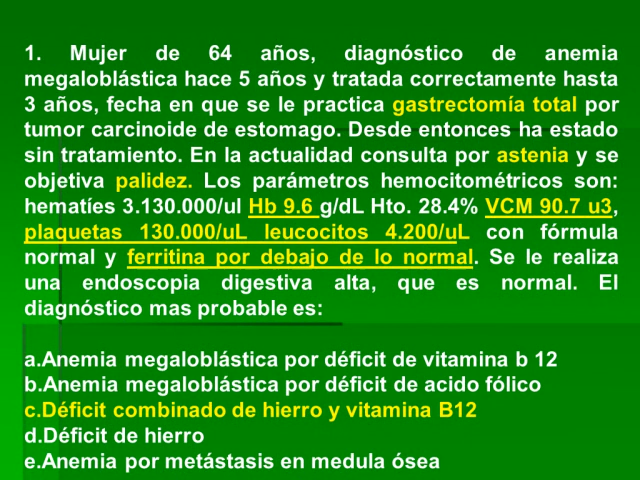 1. Mujer de 64 años, diagnóstico de anemia
megaloblástica hace 5 años y tratada correctamente hasta
3 años, fecha en que se le practica gastrectomía total por
tumor carcinoide de estomago. Desde entonces ha estado
sin tratamiento. En la actualidad consulta por astenia y se
objetiva palidez. Los parámetros hemocitométricos son:
hematíes 3.130.000/ul Hb 9.6 g/dL Hto. 28.4% VCM 90.7 u3,
plaquetas 130.000/uL leucocitos 4.200/uL con fórmula
normal y ferritina por debajo de lo normal. Se le realiza
una endoscopia digestiva alta, que es normal. El
diagnóstico mas probable es:
a.Anemia megaloblástica por déficit de vitamina b 12
b.Anemia megaloblástica por déficit de acido fólico
c.Déficit combinado de hierro y vitamina B12
d.Déficit de hierro
e.Anemia por metástasis en medula ósea